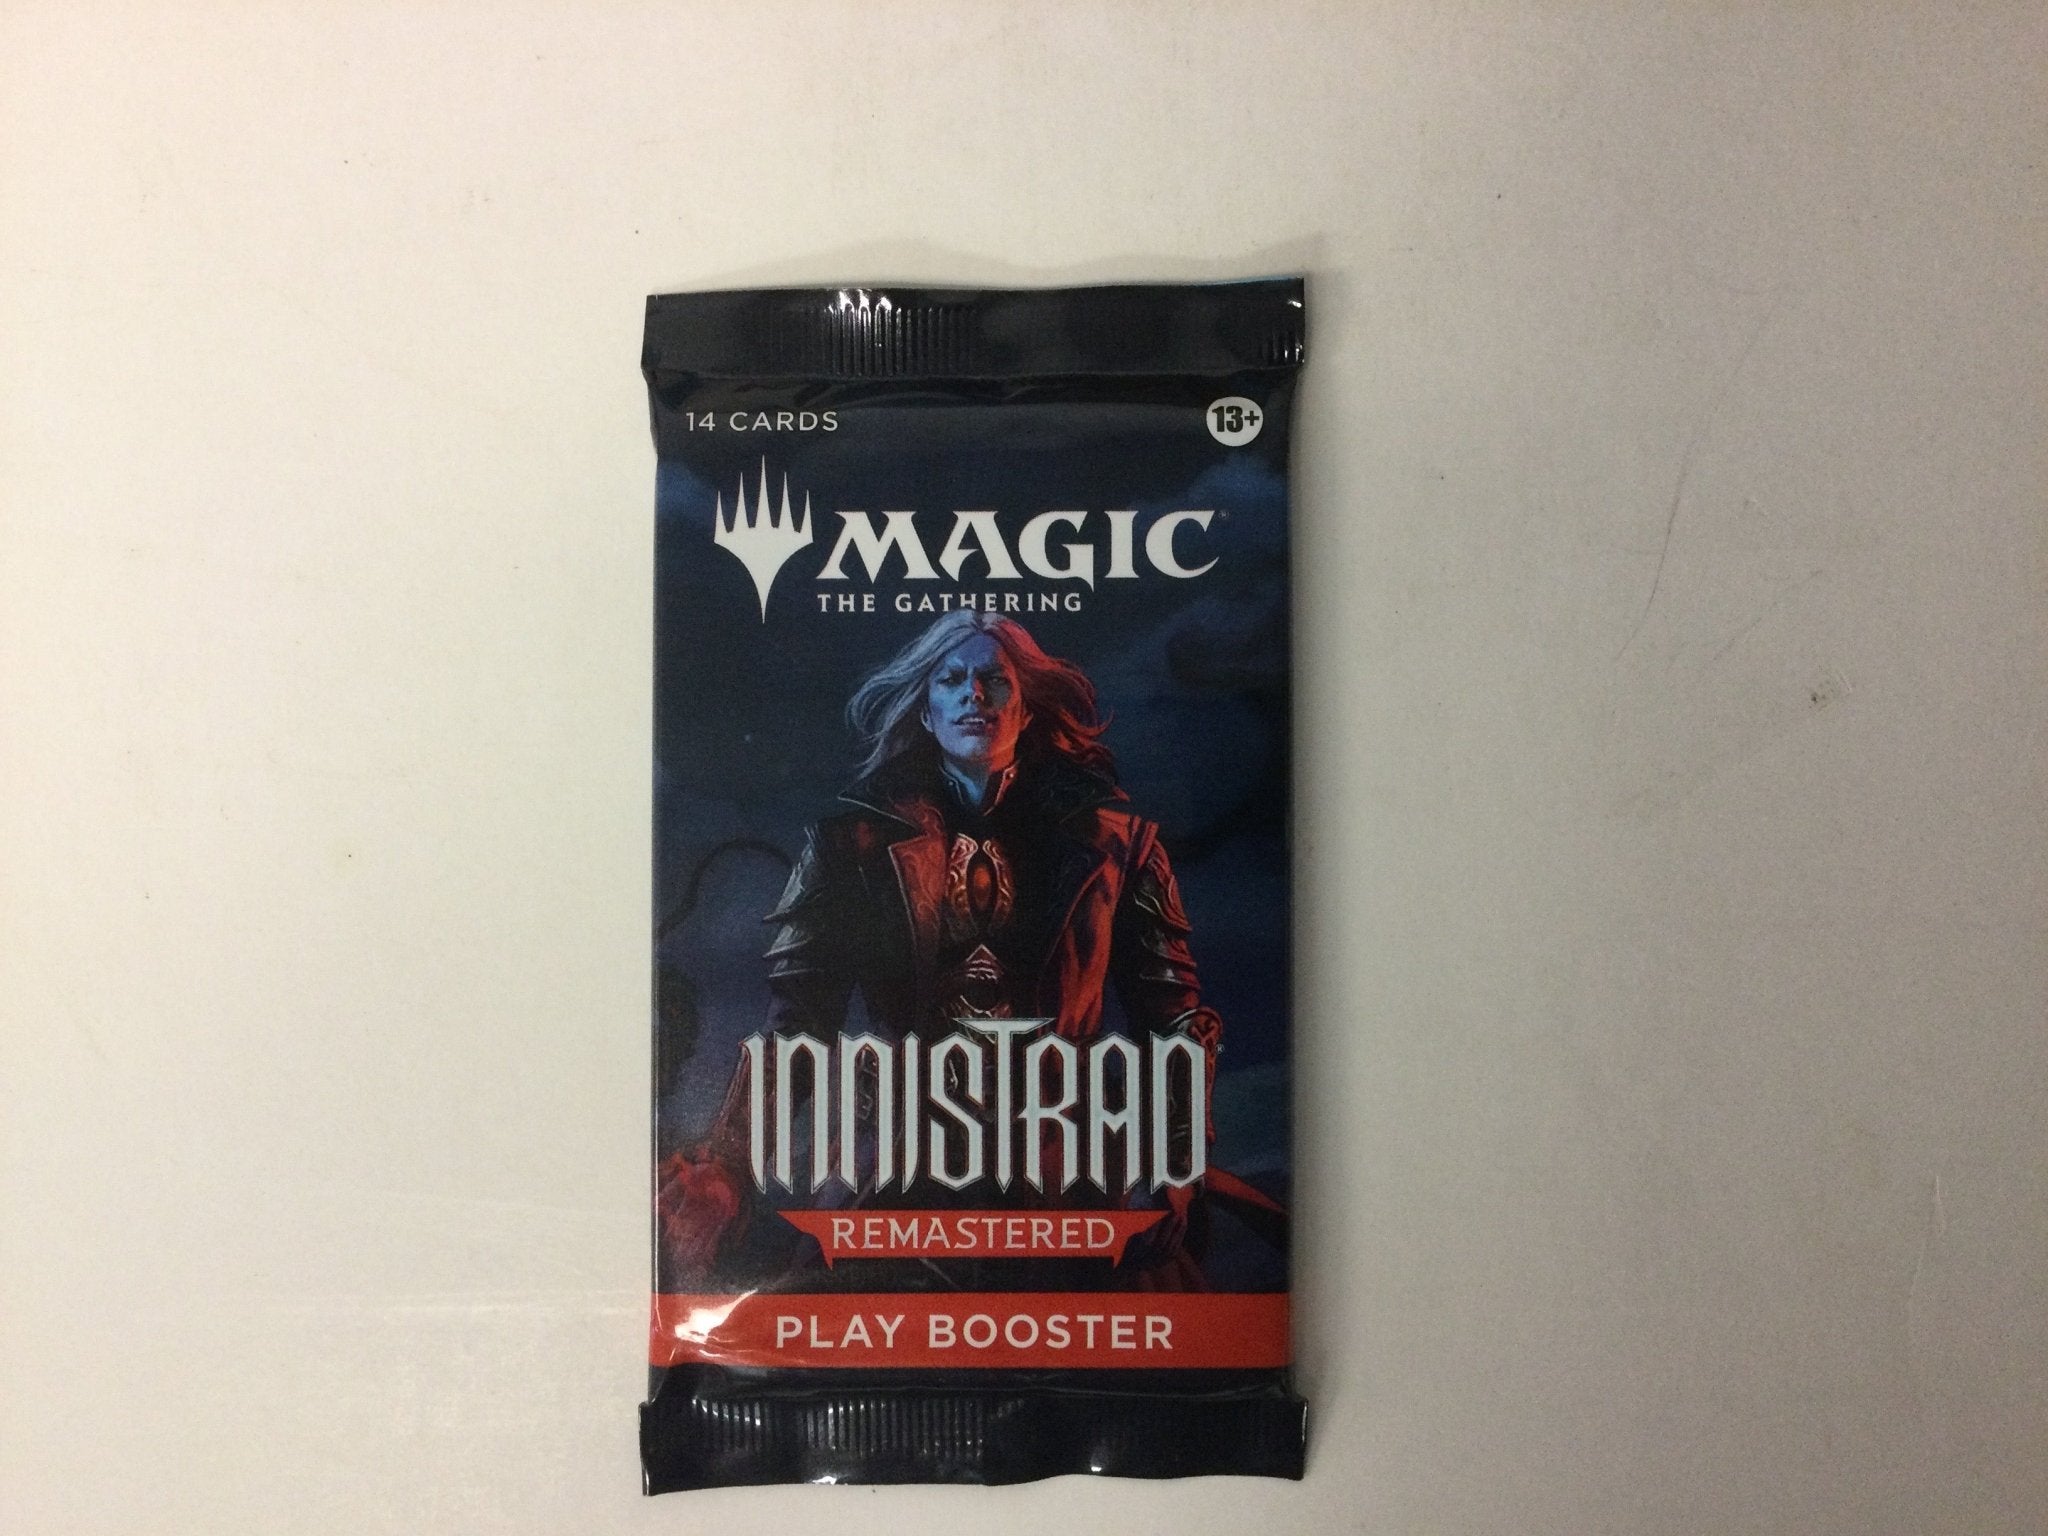 14 CARDS
13+
MAGIC
THE GATHERING
INNISTRAD
REMASTERED
PLAY BOOSTER